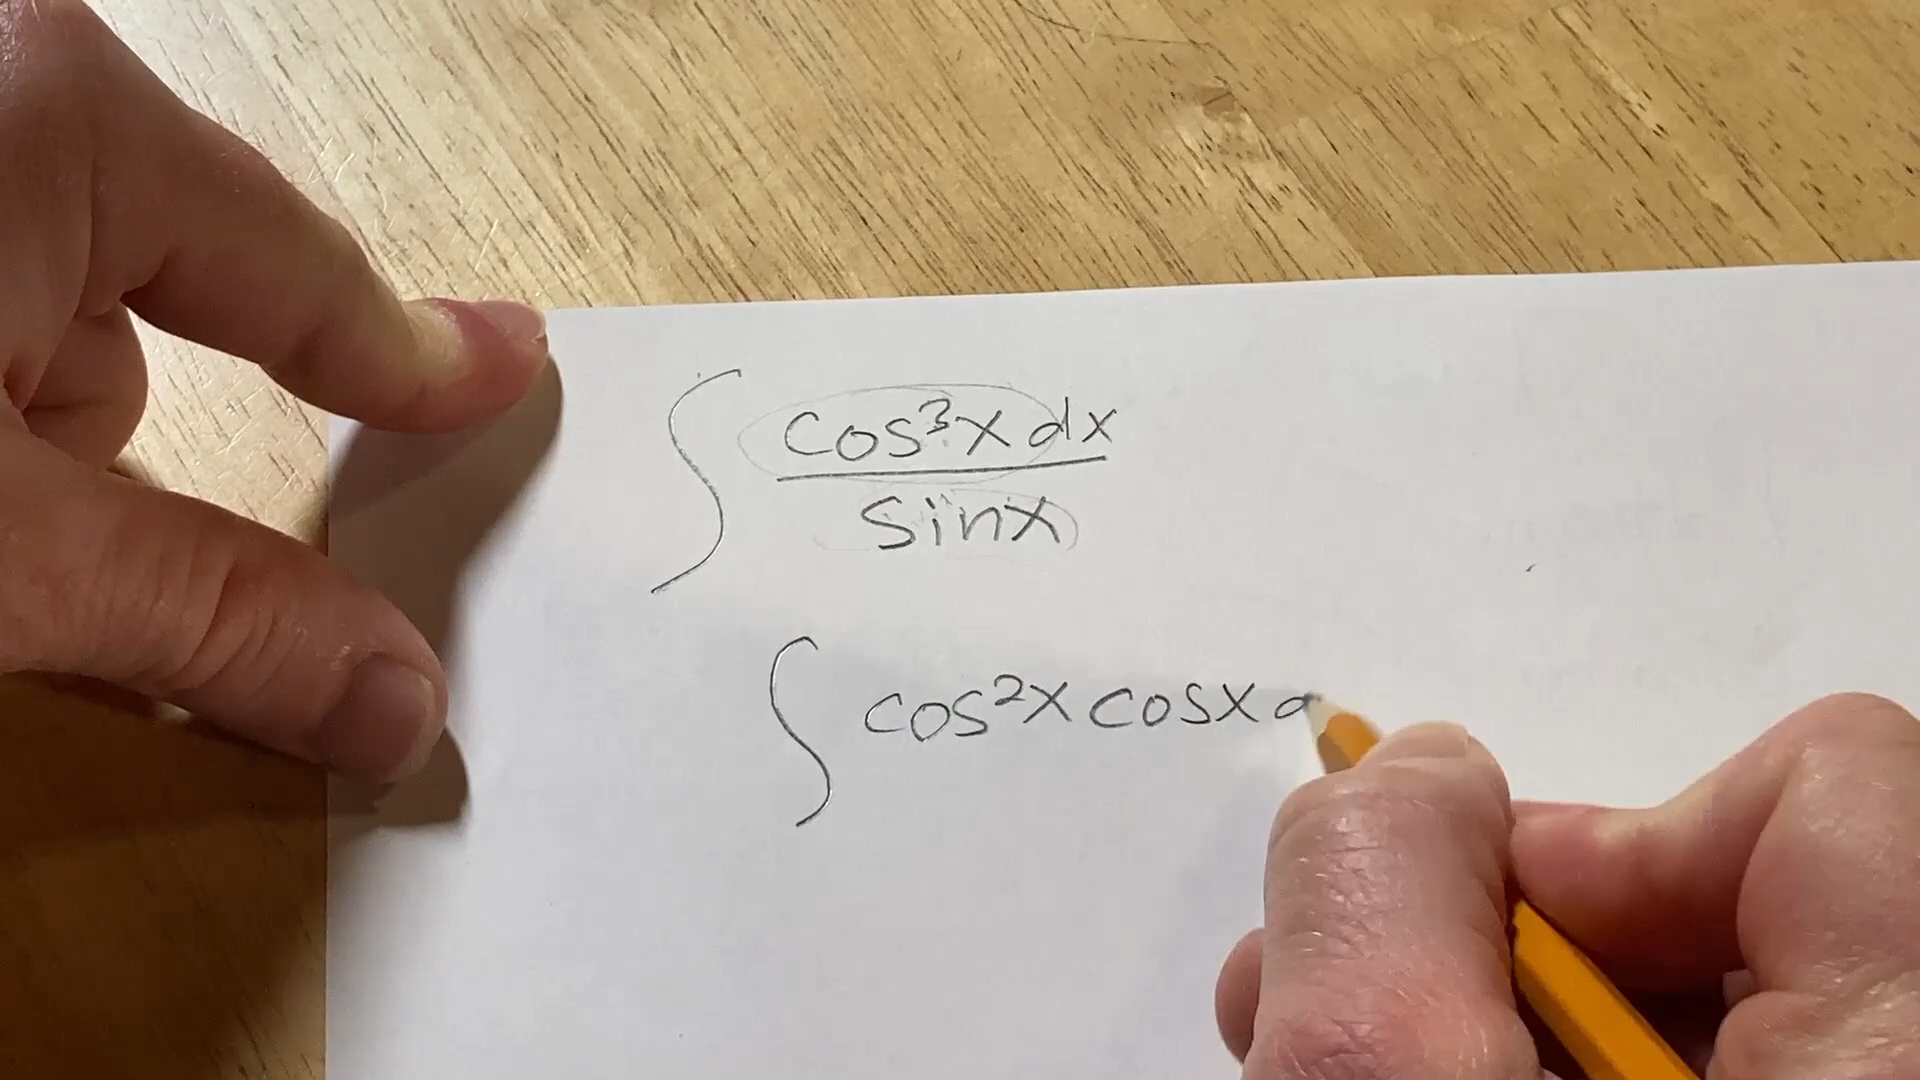 ∫ cos³x dx / sinx
∫ cos²x cosx d